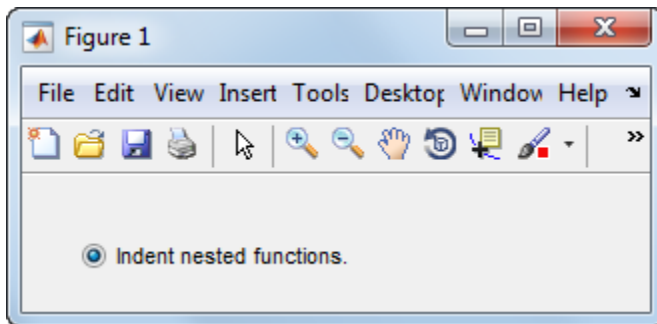 Figure 1
File Edit View Insert Tools Desktop Window Help
Indent nested functions.